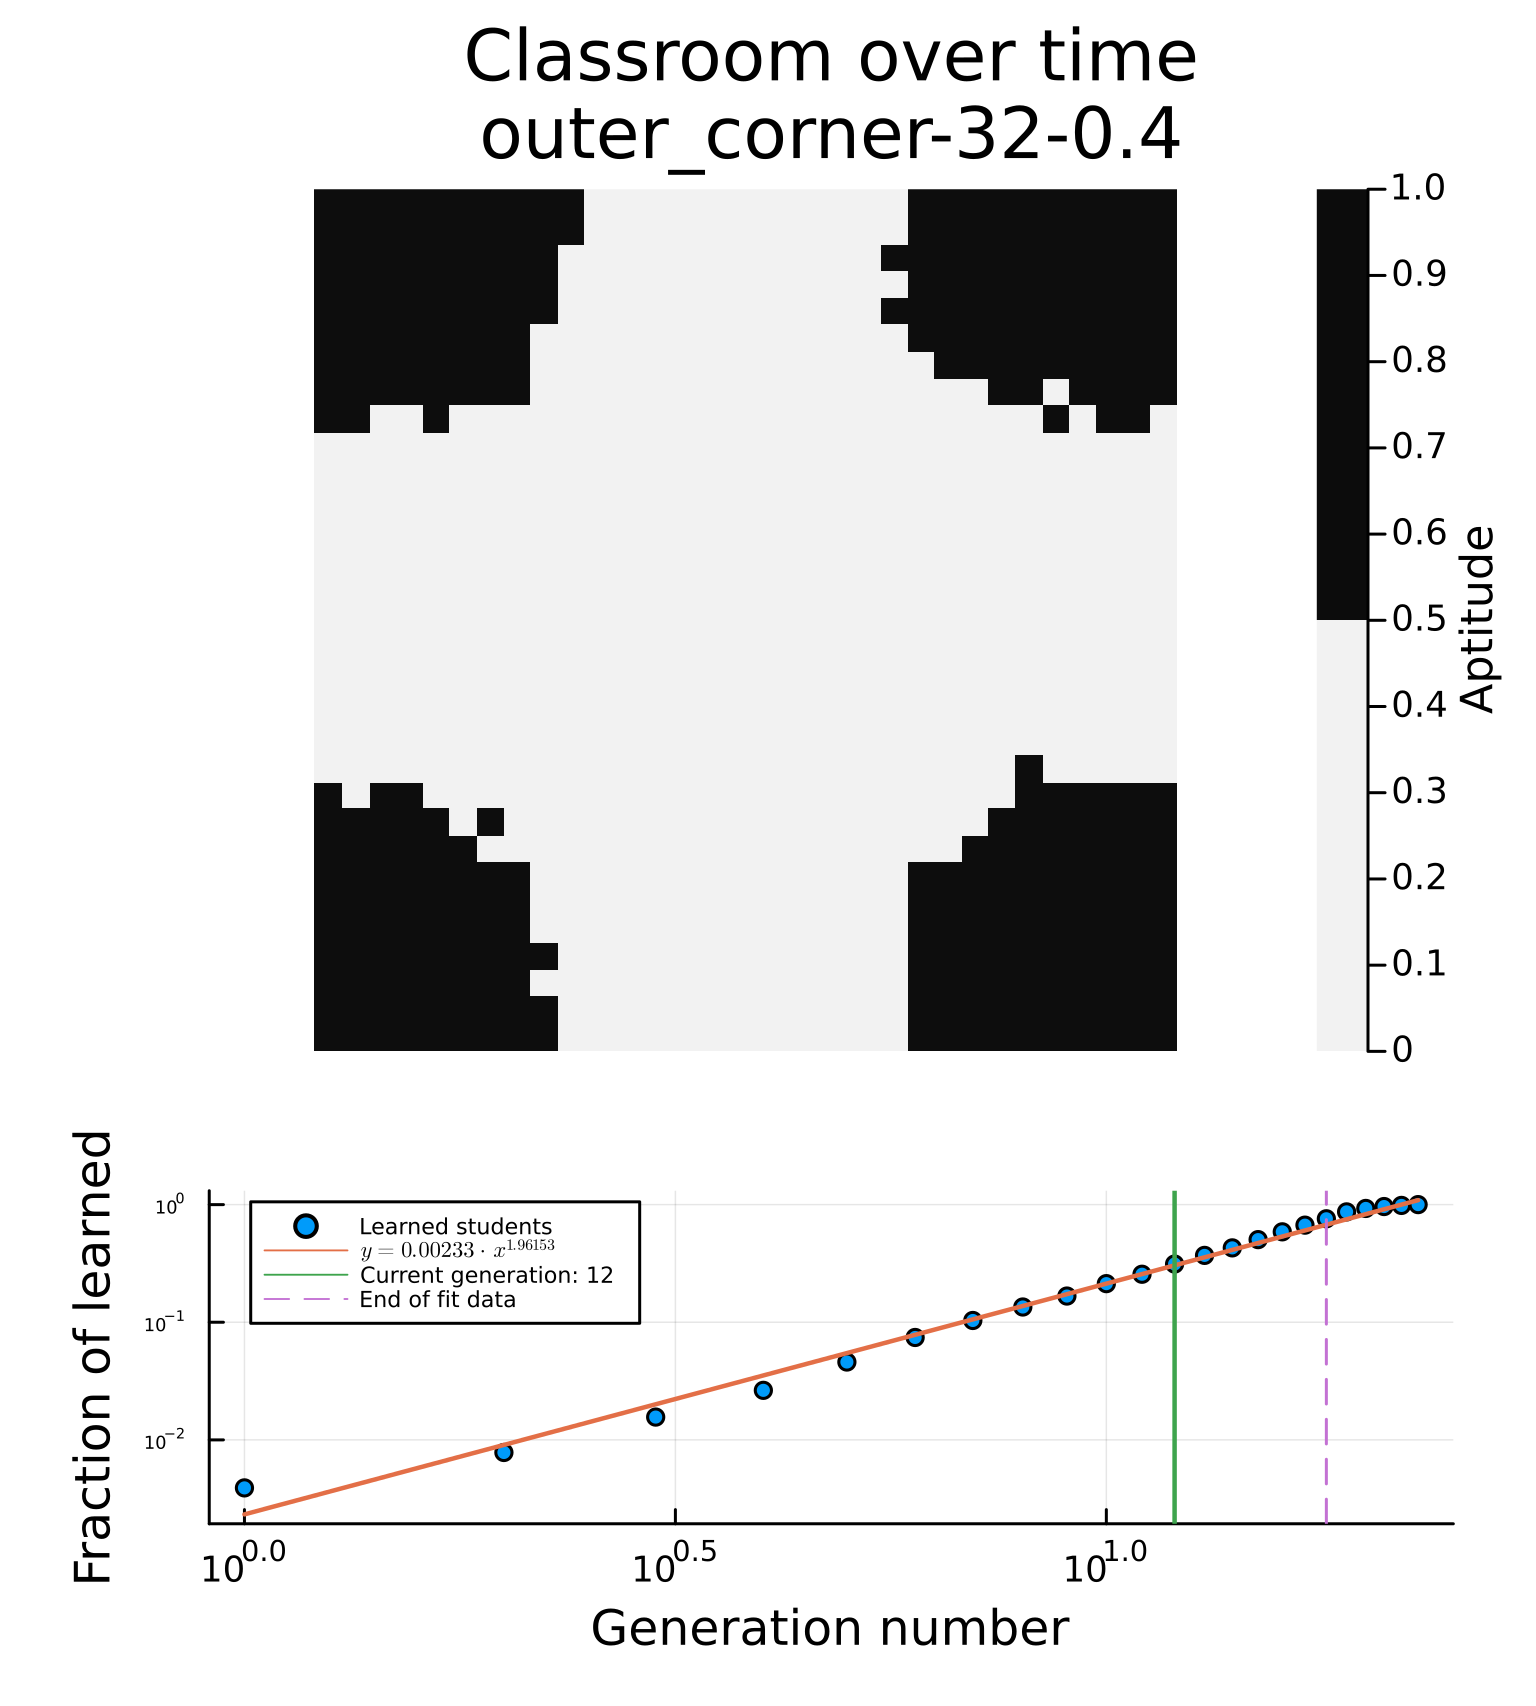 Classroom over time
outer_corner-32-0.4
1.0
0.9
0.8
0.7
0.6
0.5
0.4
0.3
0.2
0.1
0
Aptitude
Fraction of learned
10⁰
10⁻¹
10⁻²
Learned students
y = 0.00233 · x^1.96153
Current generation: 12
End of fit data
10^0.0 10^0.5 10^1.0
Generation number